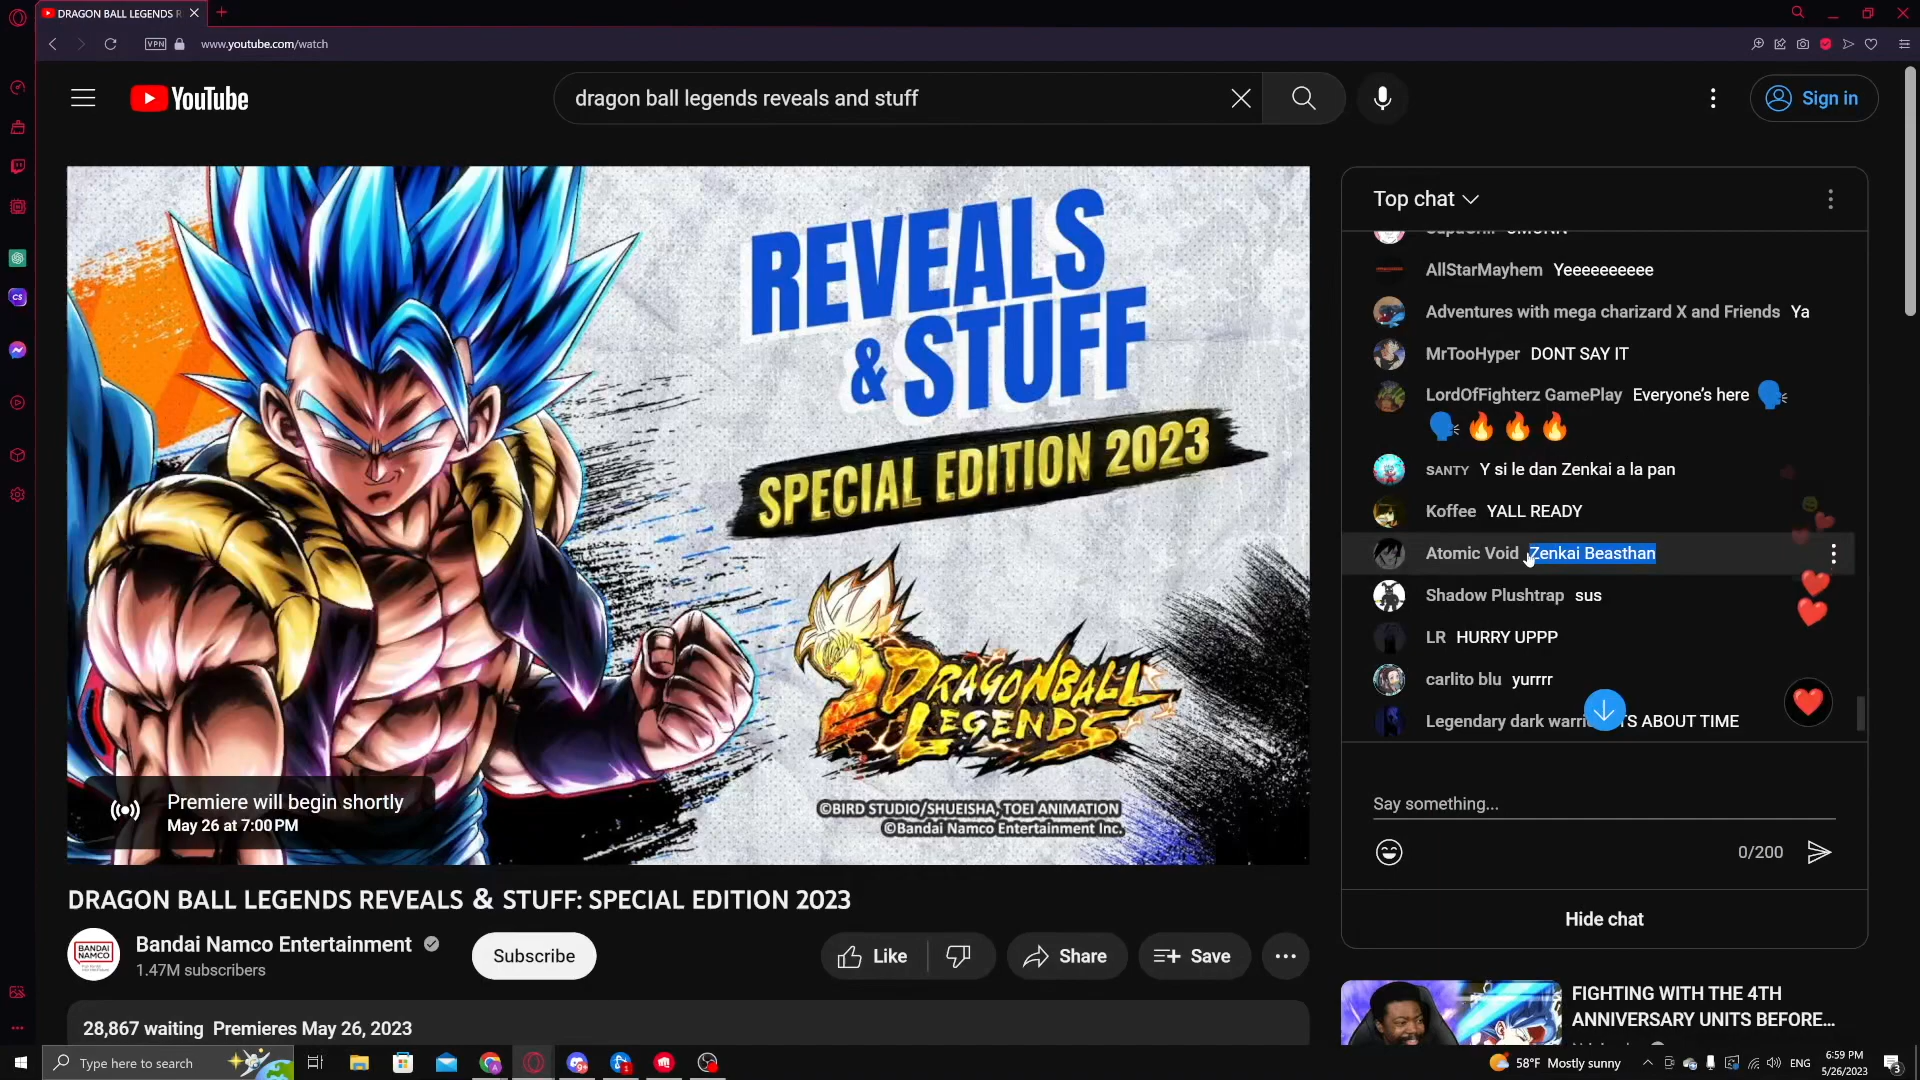 DRAGON BALL LEGENDS R
VPN
www.youtube.com/watch
YouTube
dragon ball legends reveals and stuff
Sign in
REVEALS
& STUFF
SPECIAL EDITION 2023
DRAGONBALL
LEGENDS
Premiere will begin shortly
May 26 at 7:00 PM
©BIRD STUDIO/SHUEISHA, TOEI ANIMATION
©Bandai Namco Entertainment Inc.
DRAGON BALL LEGENDS REVEALS & STUFF: SPECIAL EDITION 2023
BANDAI NAMCO
Bandai Namco Entertainment
1.47M subscribers
Subscribe
Like
Share
Save
28,867 waiting Premieres May 26, 2023
Top chat
AllStarMayhem Yeeeeeeeeee
Adventures with mega charizard X and Friends Ya
MrTooHyper DONT SAY IT
LordOfFighterz GamePlay Everyone's here 🗣️
🗣️ 🔥 🔥 🔥
SANTY Y si le dan Zenkai a la pan
Koffee YALL READY
Atomic Void Zenkai Beasthan
Shadow Plushtrap sus
LR HURRY UPPP
carlito blu yurrrr
Legendary dark warri TS ABOUT TIME
Say something...
0/200
Hide chat
FIGHTING WITH THE 4TH
ANNIVERSARY UNITS BEFORE...
Type here to search
58°F Mostly sunny
ENG
6:59 PM
5/26/2023
3